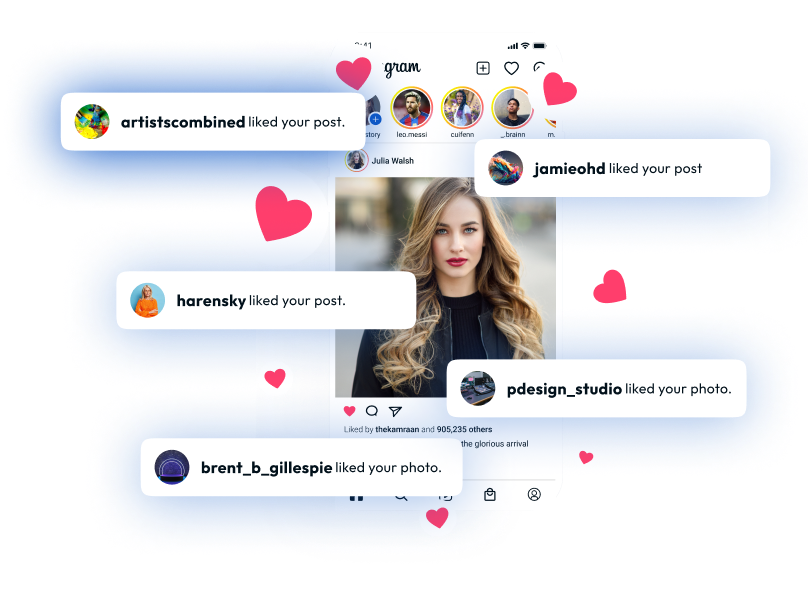 9:41
gram
story
leo.messi
cuifenn
_brainn
m.
artistscombined liked your post.
jamieohd liked your post
Julia Walsh
harensky liked your post.
pdesign_studio liked your photo.
Liked by thekamraan and 905,235 others
the glorious arrival
brent_b_gillespie liked your photo.